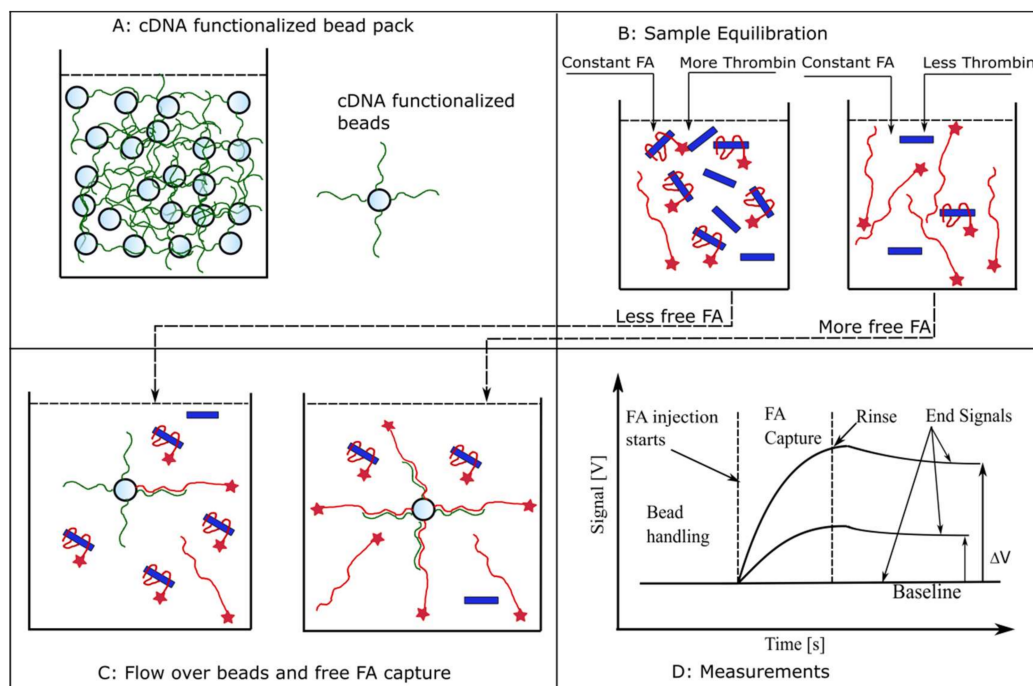 A: cDNA functionalized bead pack
cDNA functionalized
beads
B: Sample Equilibration
Constant FA
More Thrombin
Constant FA
Less Thrombin
Less free FA
More free FA
C: Flow over beads and free FA capture
Signal [V]
FA injection
starts
FA
Capture
Rinse
End Signals
Bead
handling
ΔV
Baseline
Time [s]
D: Measurements